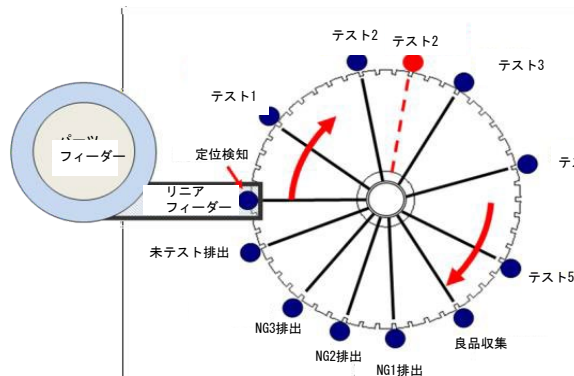 テスト2
テスト2
テスト3
テスト1
定位検知
フィーダー
リニア
フィーダー
未テスト排出
テスト5
NG3排出
NG2排出
NG1排出
良品収集